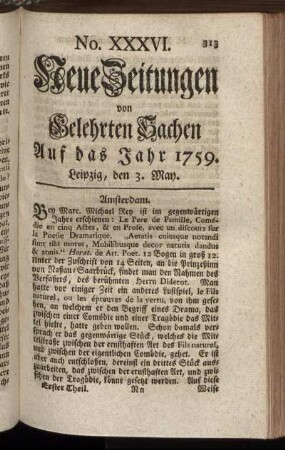 No. XXXVI. 313
Neue Zeitungen
von
Gelehrten Sachen
Auf das Jahr 1759.
Leipzig, den 3. May.
Amsterdam.
Bey Marc. Michael Rey ist im gegenwärtigen
Jahre erschienen: Le Pere de Famille, Comé-
die en cinq Actes, & en Prose, avec un discours sur
la Poesie Dramatique. „Aetatis cuiusque notandi
sunt tibi mores, Mobilibusque decor naturis dandus
& annis.“ Horat. de Art. Poet. 12 Bogen in groß 12.
Unter der Zuschrift von 14 Seiten, an die Prinzeßinn
von Nassau Saarbrück, findet man den Nahmen des
Verfassers, des berühmten Herrn Diderot. Man
hatte vor einiger Zeit ein anderes Lustspiel, le Fils
naturel, ou les épreuves de la vertu, von ihm gese-
hen, an welchem er den Begriff eines Drama, das
zwischen einer Comödie und einer Tragödie das Mit-
tel hielte, hatte geben wollen. Schon damals ver-
sprach er das gegenwärtige Stück, welches die Mit-
telstraße zwischen der ernsthaften Art des Fils naturel,
und zwischen der eigentlichen Comödie, gehet. Er ist
aber auch entschlossen, dereinst ein drittes Stück aus-
zuarbeiten, das zwischen der ernsthaften Art, und zwi-
schen der Tragödie, könne gesetzt werden. Auf diese
Erster Theil. Nn Weise